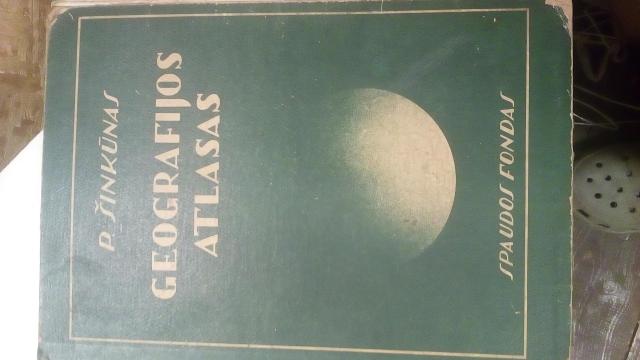 P. ŠINKŪNAS
GEOGRAFIJOS
ATLASAS
SPAUDOS FONDAS